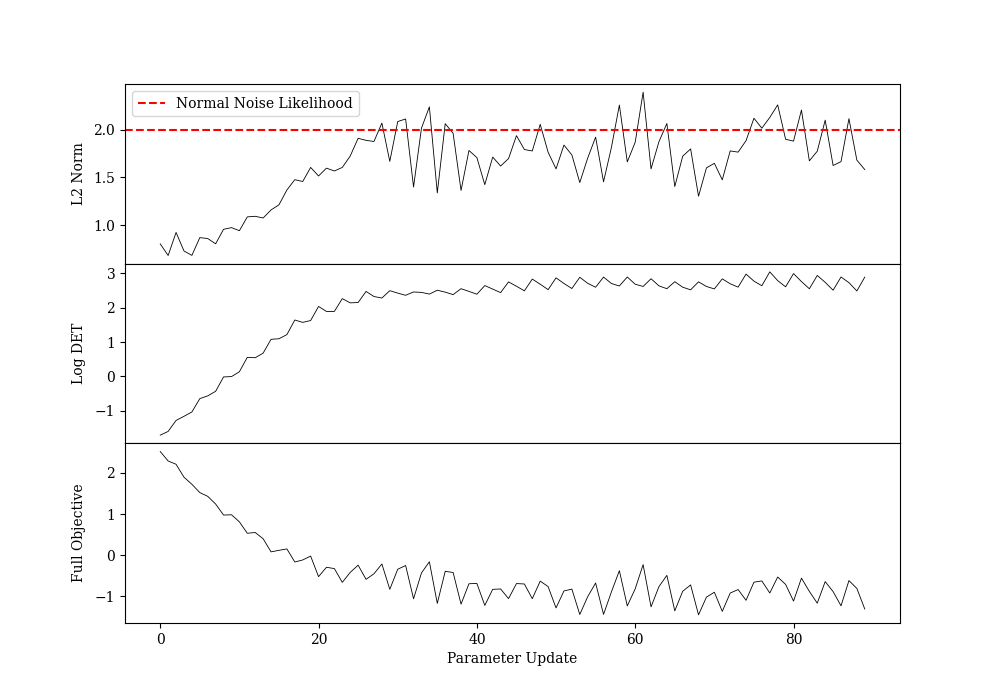 Normal Noise Likelihood
2.0
1.5
1.0
L2 Norm
3
2
1
0
−1
Log DET
2
1
0
−1
Full Objective
0 20 40 60 80
Parameter Update